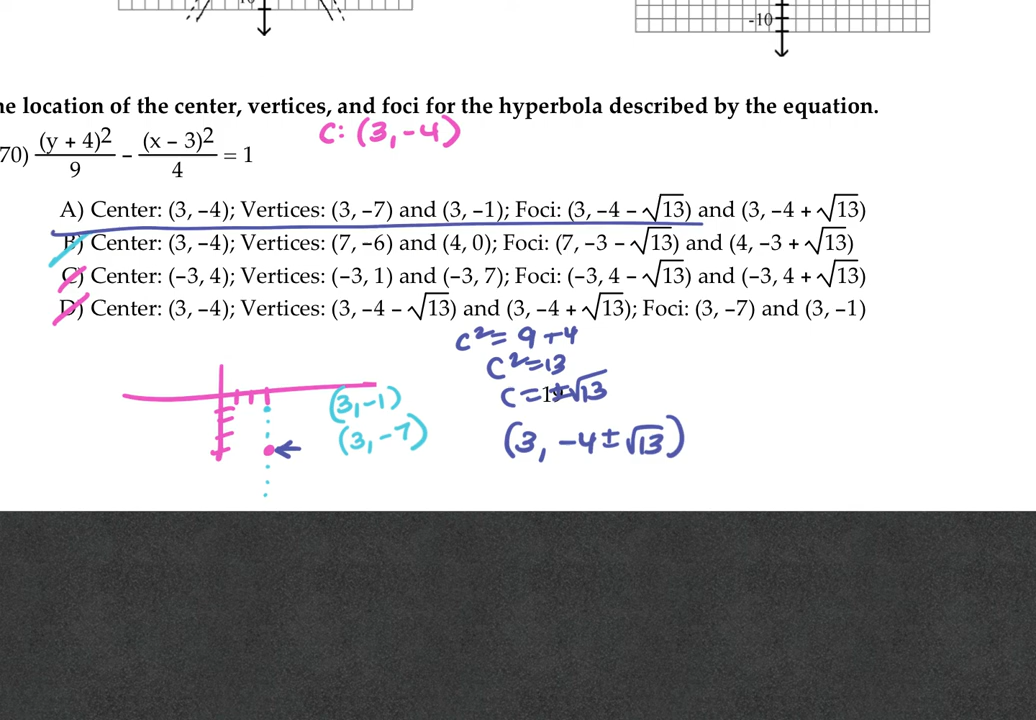 -10
he location of the center, vertices, and foci for the hyperbola described by the equation.
C: (3, -4)
70) (y + 4)²/9 - (x - 3)²/4 = 1
A) Center: (3, -4); Vertices: (3, -7) and (3, -1); Foci: (3, -4 - √13) and (3, -4 + √13)
B) Center: (3, -4); Vertices: (7, -6) and (4, 0); Foci: (7, -3 - √13) and (4, -3 + √13)
C) Center: (-3, 4); Vertices: (-3, 1) and (-3, 7); Foci: (-3, 4 - √13) and (-3, 4 + √13)
D) Center: (3, -4); Vertices: (3, -4 - √13) and (3, -4 + √13); Foci: (3, -7) and (3, -1)
c² = 9 + 4
c² = 13
c = ±√13
(3, -1)
(3, -7)
(3, -4 ± √13)